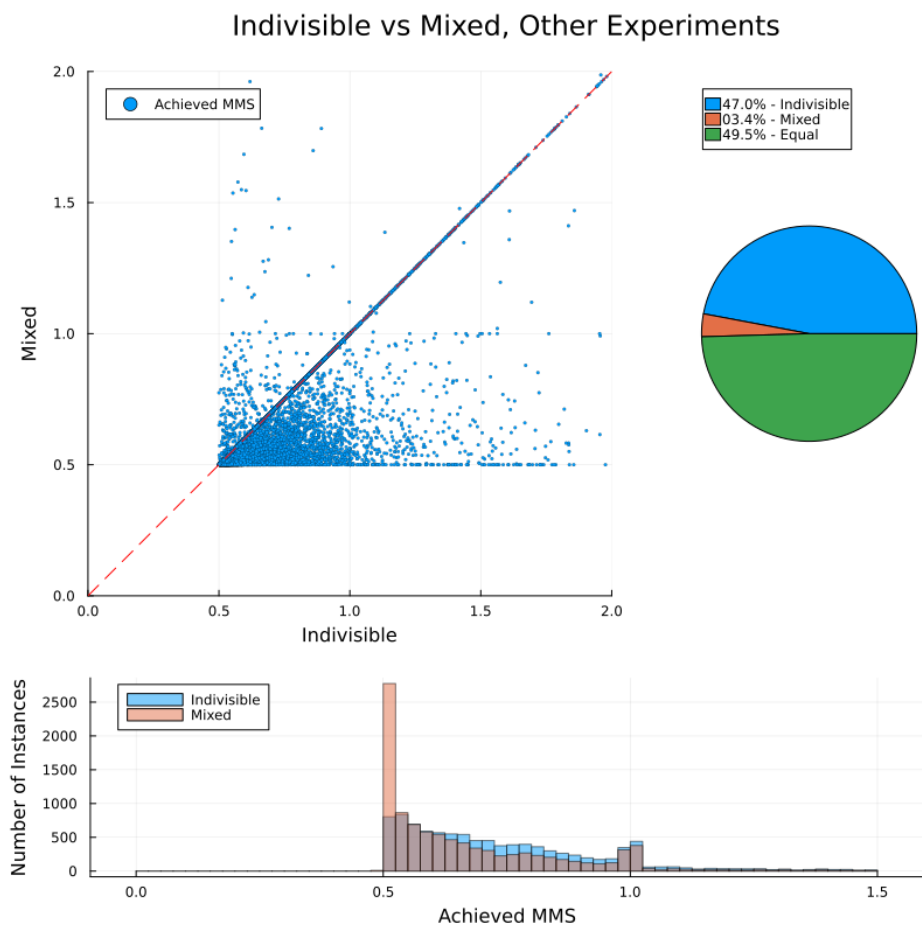 Indivisible vs Mixed, Other Experiments
2.0
1.5
1.0
0.5
0.0
Mixed
Achieved MMS
0.0 0.5 1.0 1.5 2.0
Indivisible
47.0% - Indivisible
03.4% - Mixed
49.5% - Equal
Number of Instances
2500
2000
1500
1000
500
0
Indivisible
Mixed
0.0 0.5 1.0 1.5
Achieved MMS